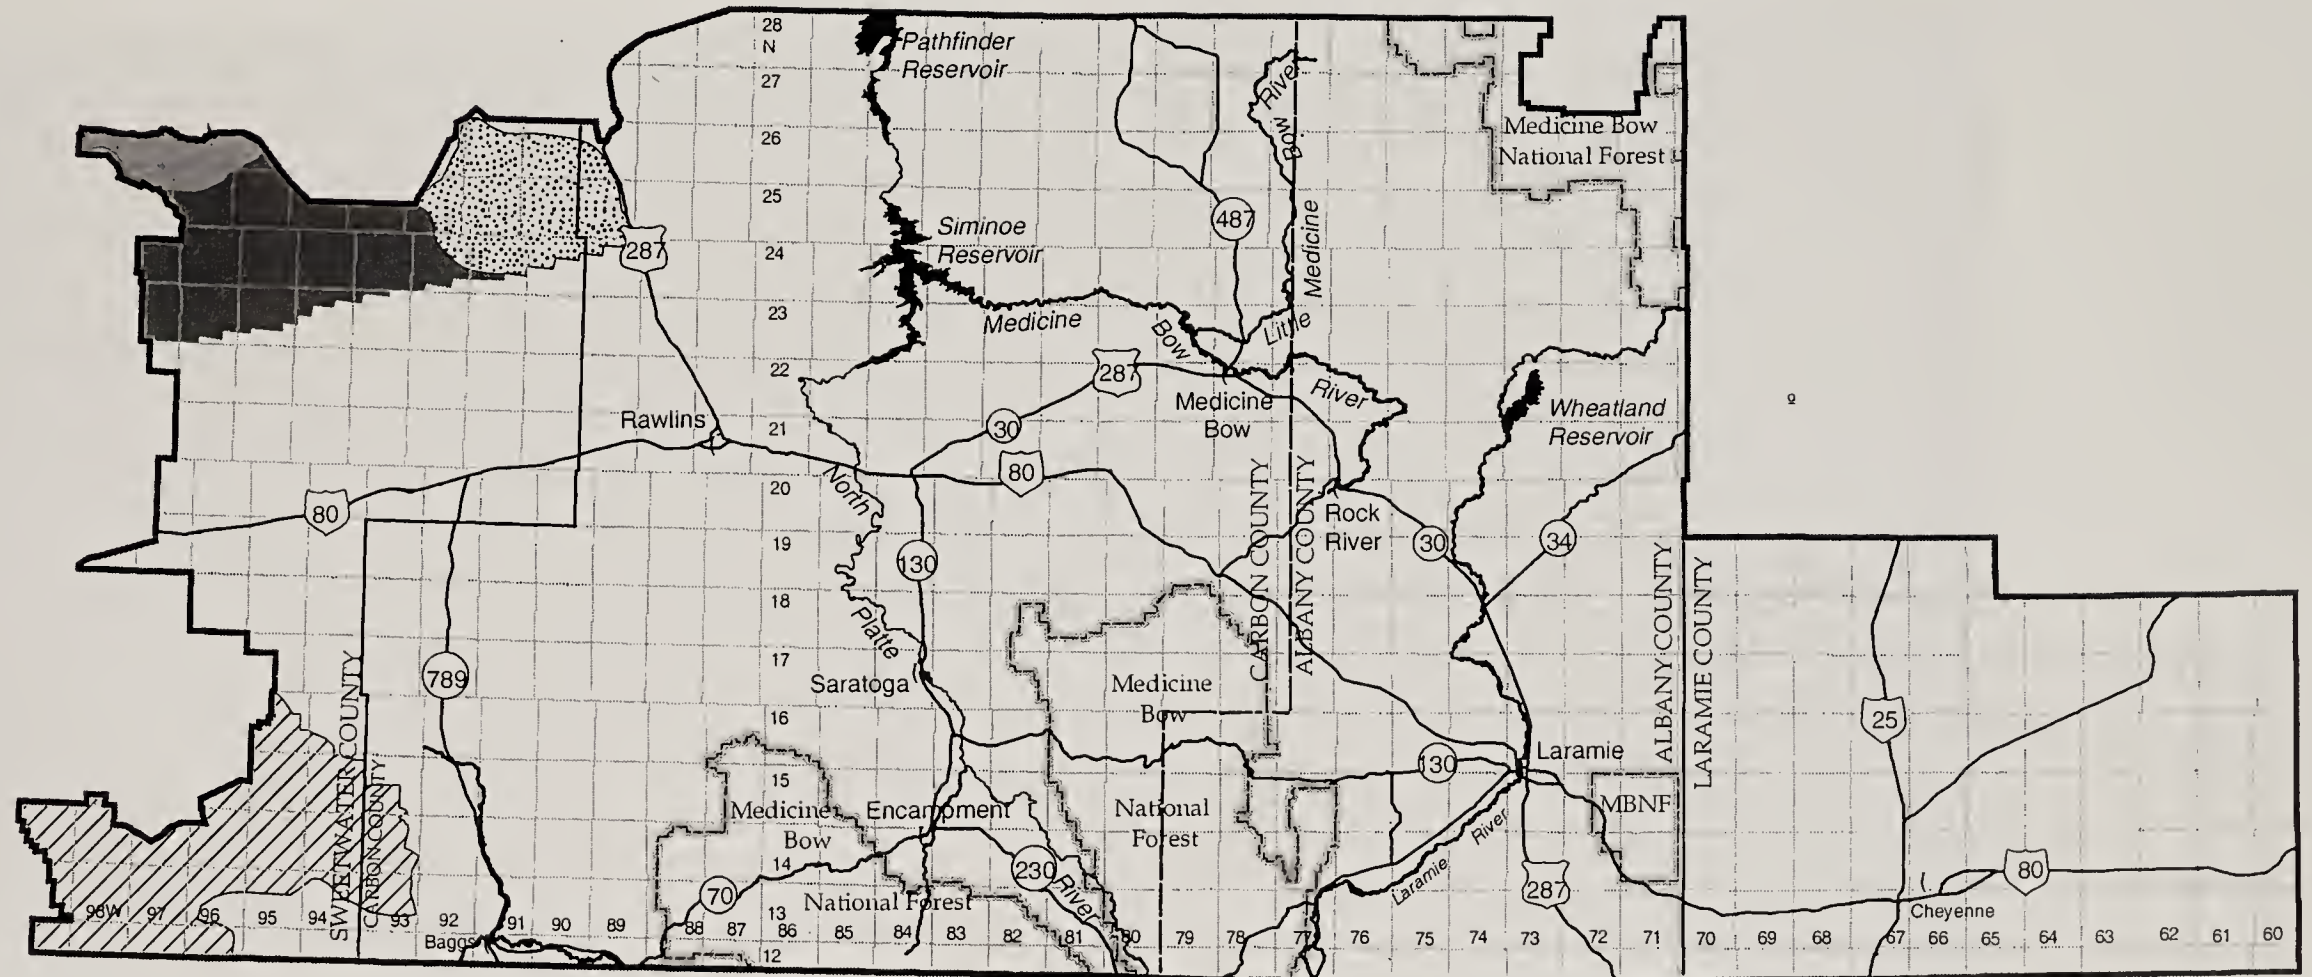 28
N
27
26
25
24
23
22
21
20
19
18
17
16
15
14
13
12
Pathfinder
Reservoir
River
Bow
Medicine
Little
Medicine Bow
National Forest
487
287
Siminoe
Reservoir
Medicine
Bow
River
287
30
Medicine
Bow
Wheatland
Reservoir
Rawlins
80
80
North
Platte
River
130
Rock
River
30
34
CARBON COUNTY
ALBANY COUNTY
ALBANY COUNTY
LARAMIE COUNTY
789
Saratoga
Medicine
Bow
National
Forest
25
SWEETWATER COUNTY
CARBON COUNTY
Laramie
130
MBNF
Medicine
Bow
National Forest
Encampment
230
70
Laramie
River
287
80
Cheyenne
Baggs
98W 97 96 95 94 93 92 91 90 89 88 87 86 85 84 83 82 81 80 79 78 77 76 75 74 73 72 71 70 69 68 67 66 65 64 63 62 61 60